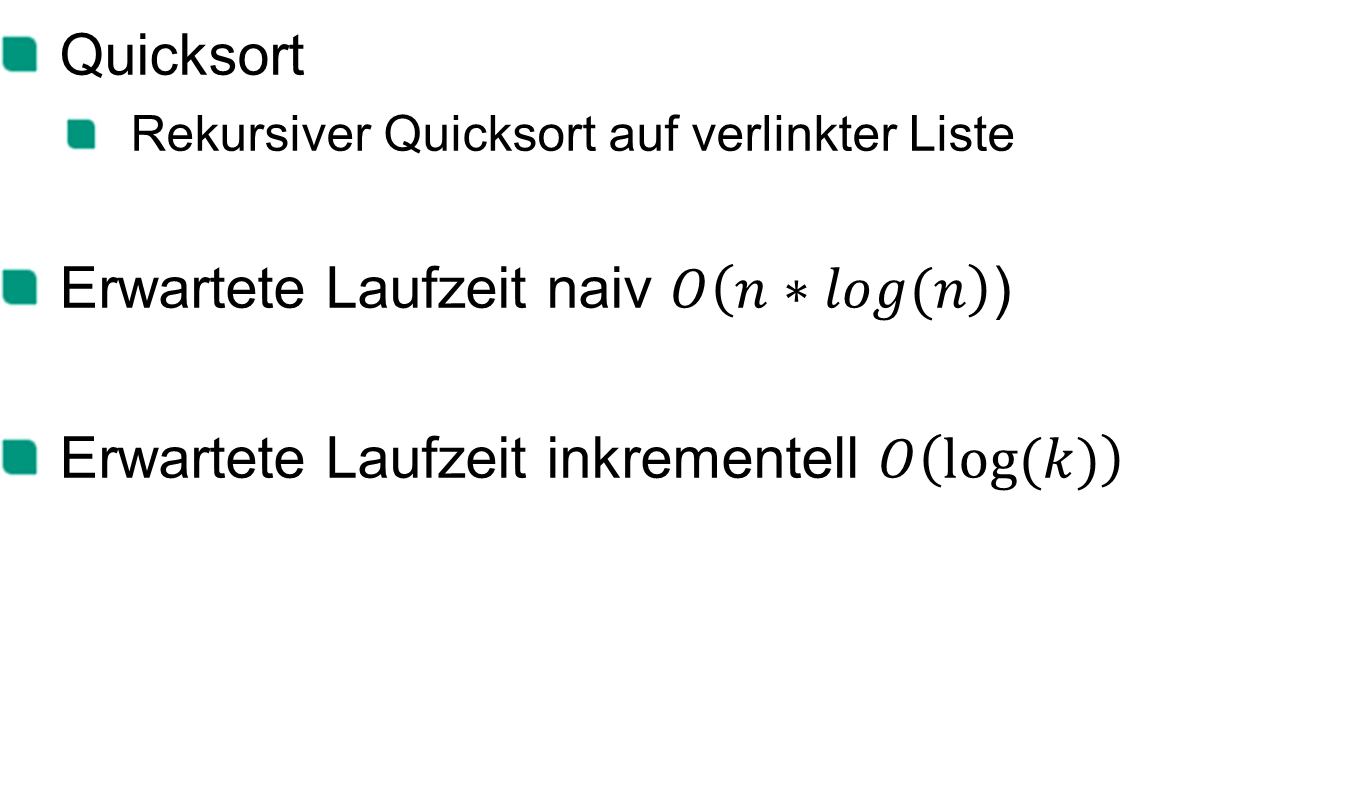 Quicksort
Rekursiver Quicksort auf verlinkter Liste
Erwartete Laufzeit naiv O(n * log(n))
Erwartete Laufzeit inkrementell O(log(k))